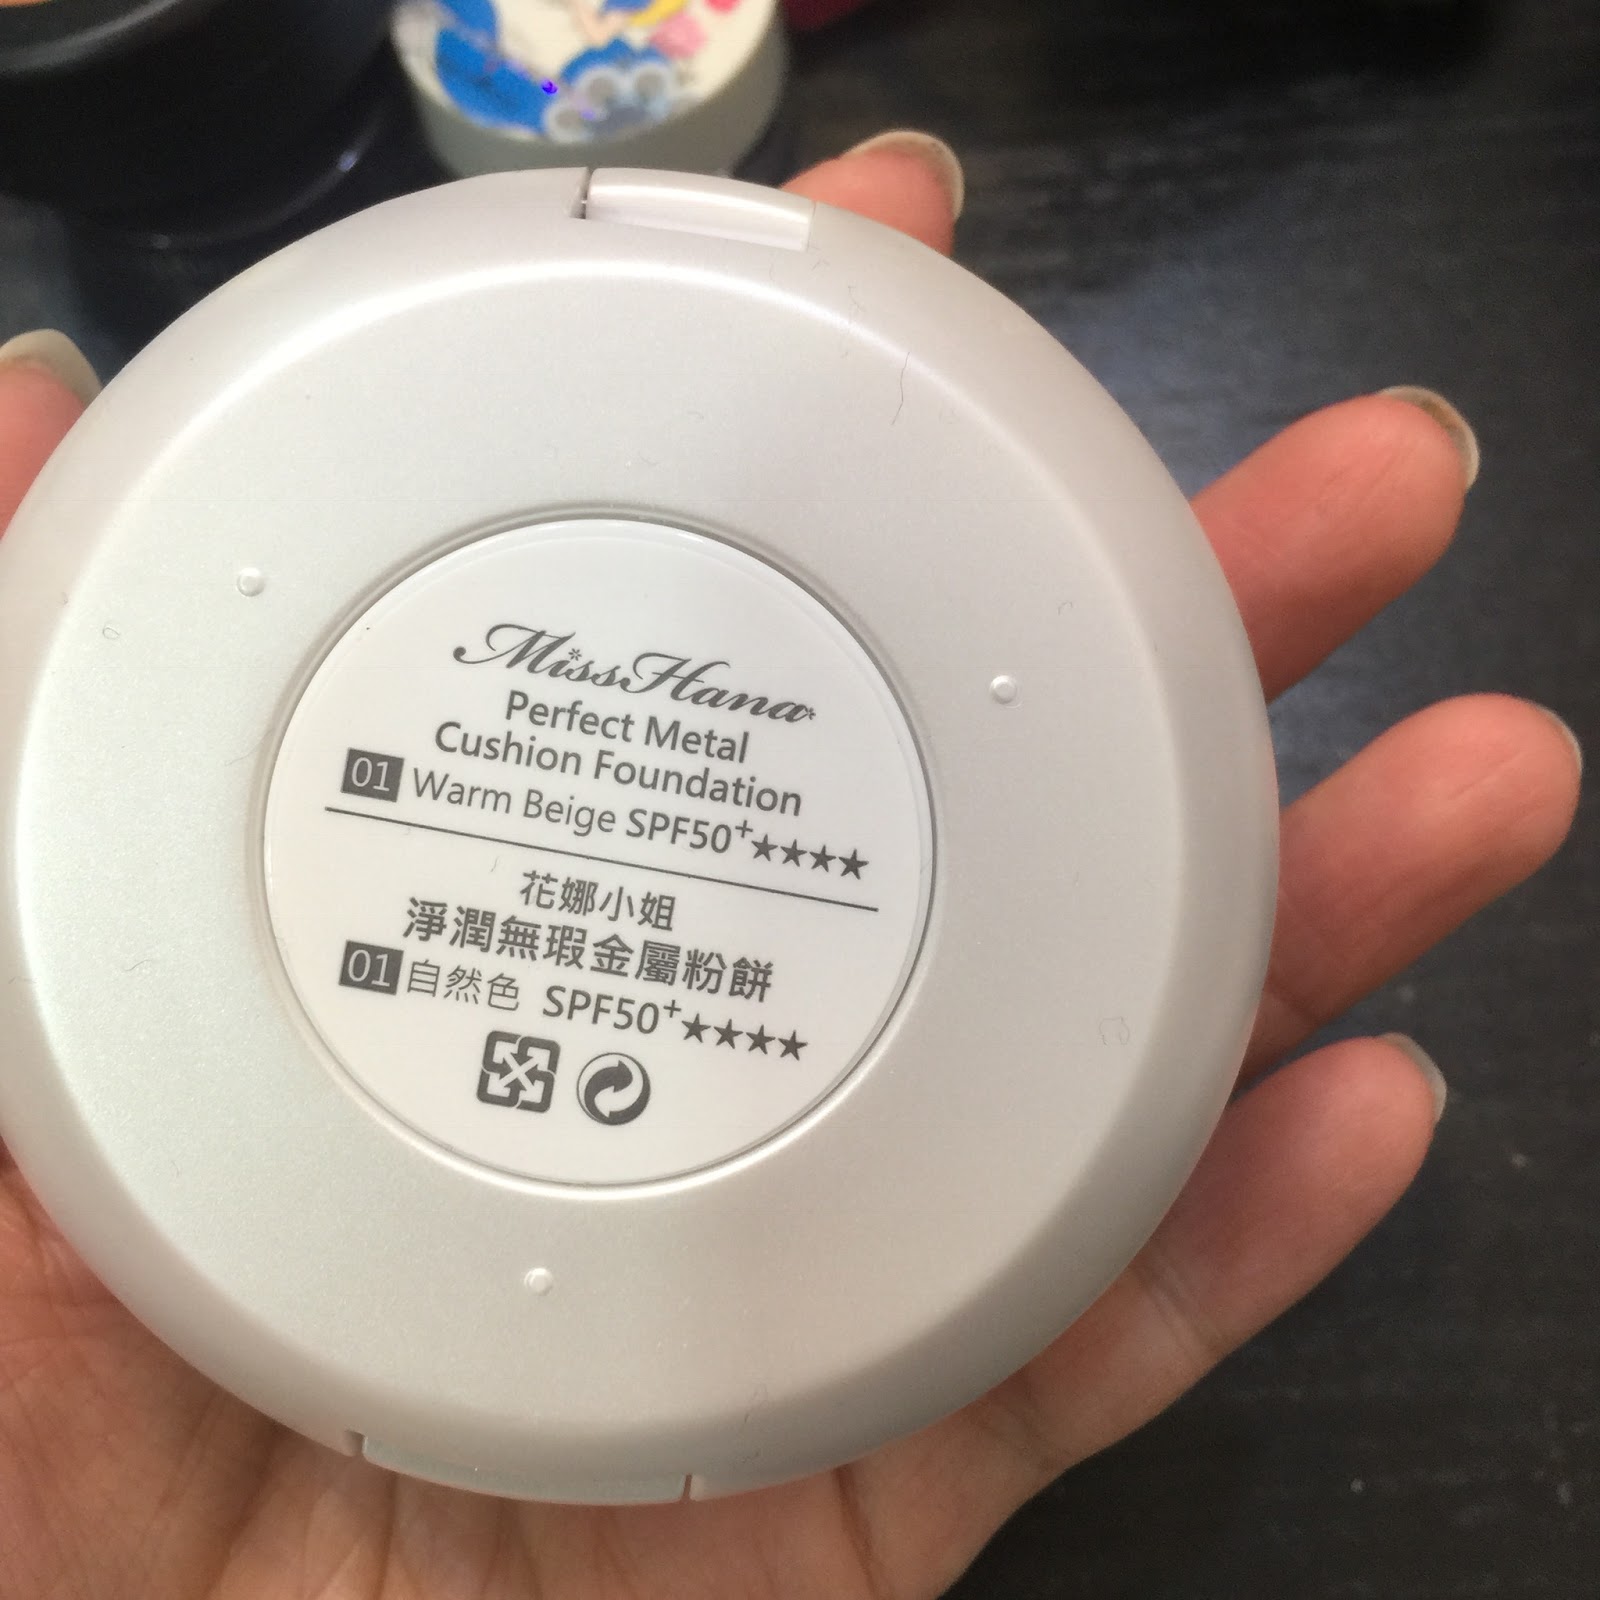 MissHana
Perfect Metal
Cushion Foundation
01 Warm Beige SPF50+★★★★
花娜小姐
淨潤無瑕金屬粉餅
01 自然色 SPF50+★★★★